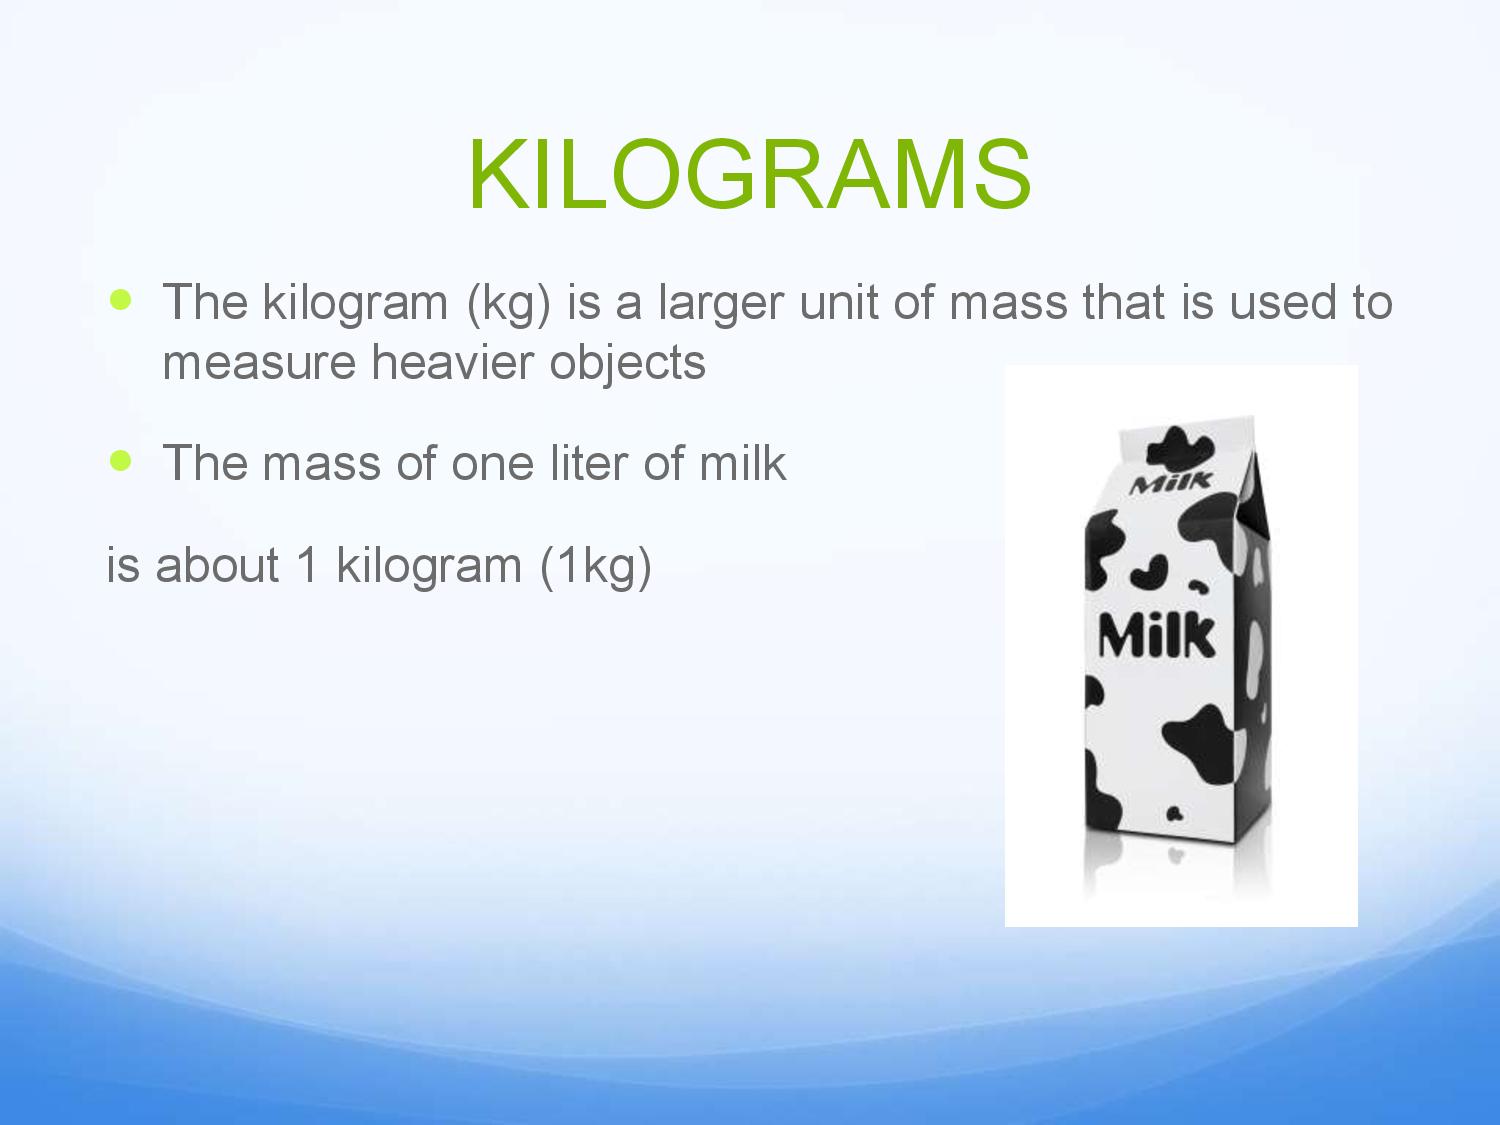 KILOGRAMS
The kilogram (kg) is a larger unit of mass that is used to
measure heavier objects
The mass of one liter of milk
is about 1 kilogram (1kg)
Milk
Milk